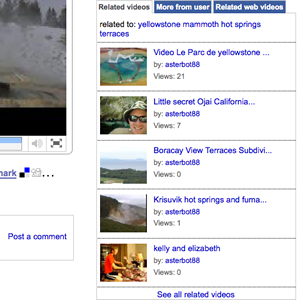 Related videos
More from user
Related web videos
related to: yellowstone mammoth hot springs
terraces
Video Le Parc de yellowstone ...
by: asterbot88
Views: 21
Little secret Ojai California...
by: asterbot88
Views: 7
Boracay View Terraces Subdivi...
by: asterbot88
Views: 0
Krisuvik hot springs and fuma...
by: asterbot88
Views: 1
kelly and elizabeth
by: asterbot88
Views: 0
See all related videos
mark
...
Post a comment